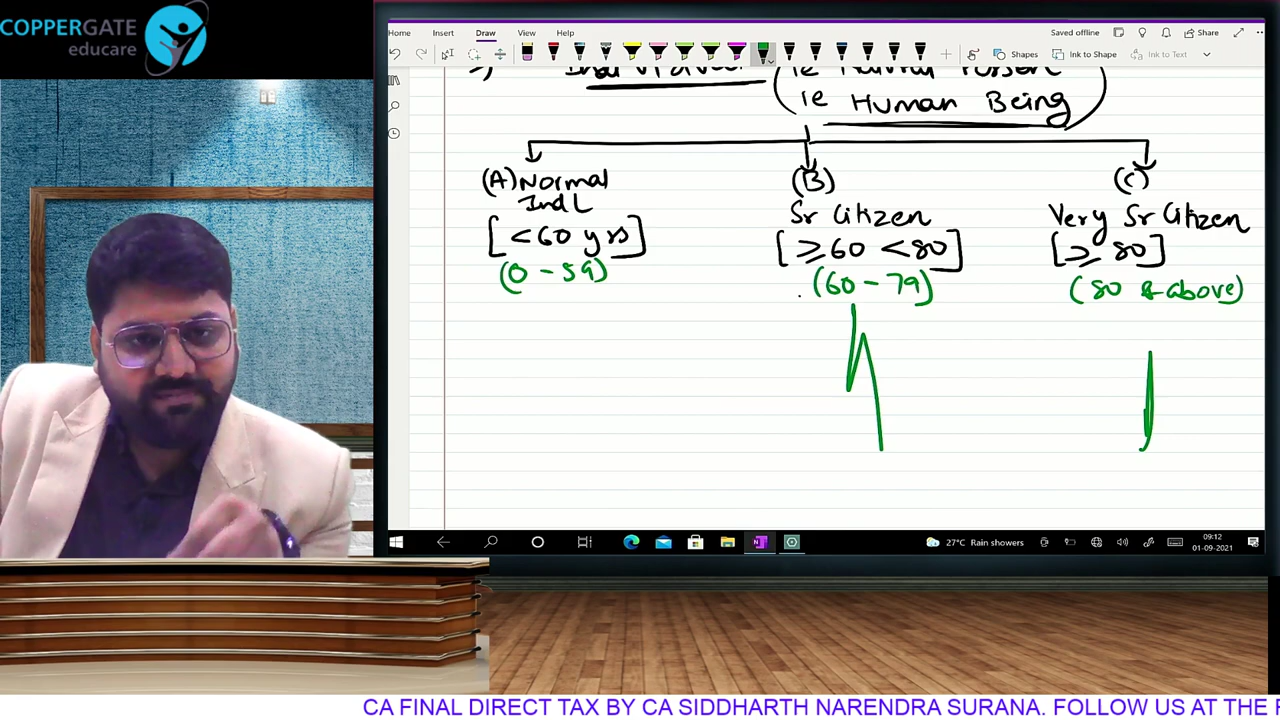 COPPERGATE
educare
Home Insert Draw View Help
Saved offline
Share
Shapes
Ink to Shape
Ink to Text
(ie Natural Person
(ie Human Being)
(A) Normal
Indl
[<60 yrs]
(0-59)
(B)
Sr Citizen
[≥60 <80]
(60-79)
(C)
Very Sr Citizen
[≥80]
(80 & above)
27°C Rain showers
09:12
01-09-2021
CA FINAL DIRECT TAX BY CA SIDDHARTH NARENDRA SURANA. FOLLOW US AT THE